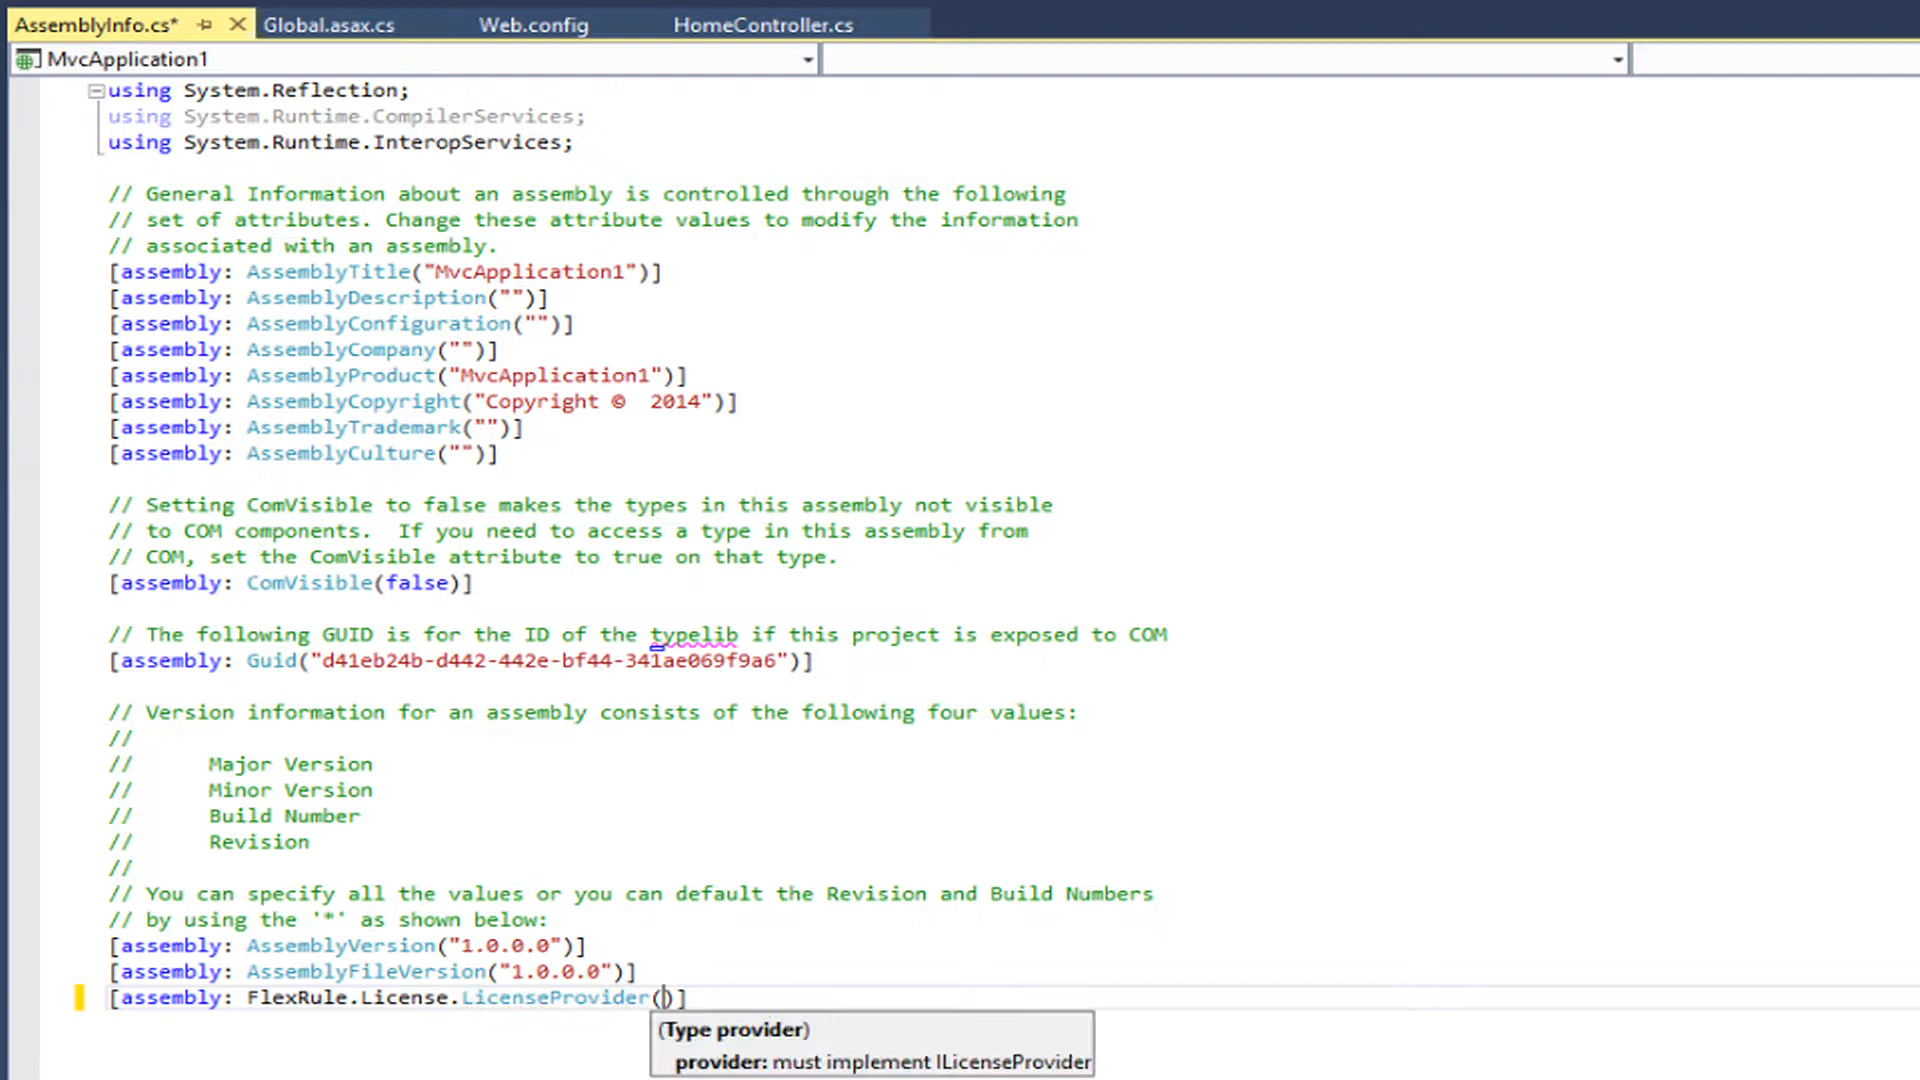 AssemblyInfo.cs* Global.asax.cs Web.config HomeController.cs
MvcApplication1
using System.Reflection;
using System.Runtime.CompilerServices;
using System.Runtime.InteropServices;
// General Information about an assembly is controlled through the following
// set of attributes. Change these attribute values to modify the information
// associated with an assembly.
[assembly: AssemblyTitle("MvcApplication1")]
[assembly: AssemblyDescription("")]
[assembly: AssemblyConfiguration("")]
[assembly: AssemblyCompany("")]
[assembly: AssemblyProduct("MvcApplication1")]
[assembly: AssemblyCopyright("Copyright ©  2014")]
[assembly: AssemblyTrademark("")]
[assembly: AssemblyCulture("")]
// Setting ComVisible to false makes the types in this assembly not visible
// to COM components.  If you need to access a type in this assembly from
// COM, set the ComVisible attribute to true on that type.
[assembly: ComVisible(false)]
// The following GUID is for the ID of the typelib if this project is exposed to COM
[assembly: Guid("d41eb24b-d442-442e-bf44-341ae069f9a6")]
// Version information for an assembly consists of the following four values:
//
//      Major Version
//      Minor Version
//      Build Number
//      Revision
//
// You can specify all the values or you can default the Revision and Build Numbers
// by using the '*' as shown below:
[assembly: AssemblyVersion("1.0.0.0")]
[assembly: AssemblyFileVersion("1.0.0.0")]
[assembly: FlexRule.License.LicenseProvider()]
(Type provider)
provider: must implement ILicenseProvider